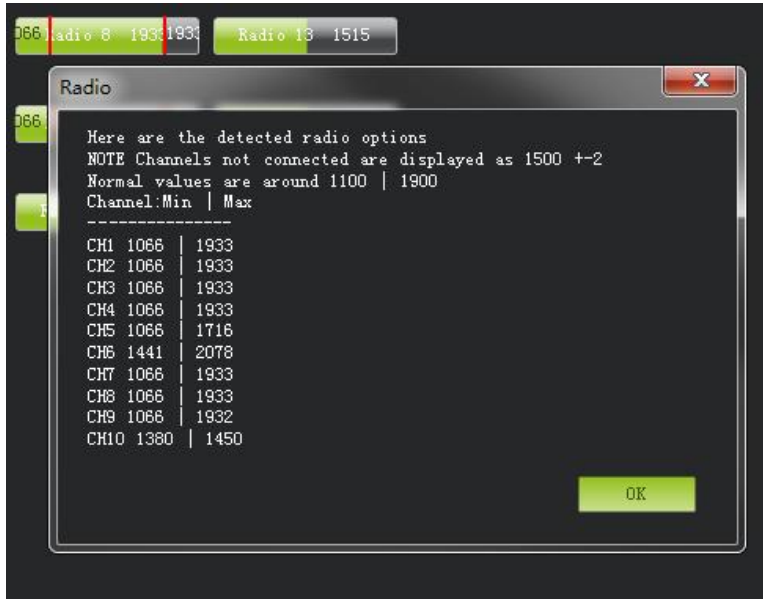 066 Radio 8 1933 1933 Radio 13 1515
Radio
066
Here are the detected radio options
NOTE Channels not connected are displayed as 1500 +-2
Normal values are around 1100 | 1900
Channel:Min | Max
---------------
CH1 1066 | 1933
CH2 1066 | 1933
CH3 1066 | 1933
CH4 1066 | 1933
CH5 1066 | 1716
CH6 1441 | 2078
CH7 1066 | 1933
CH8 1066 | 1933
CH9 1066 | 1932
CH10 1380 | 1450
OK